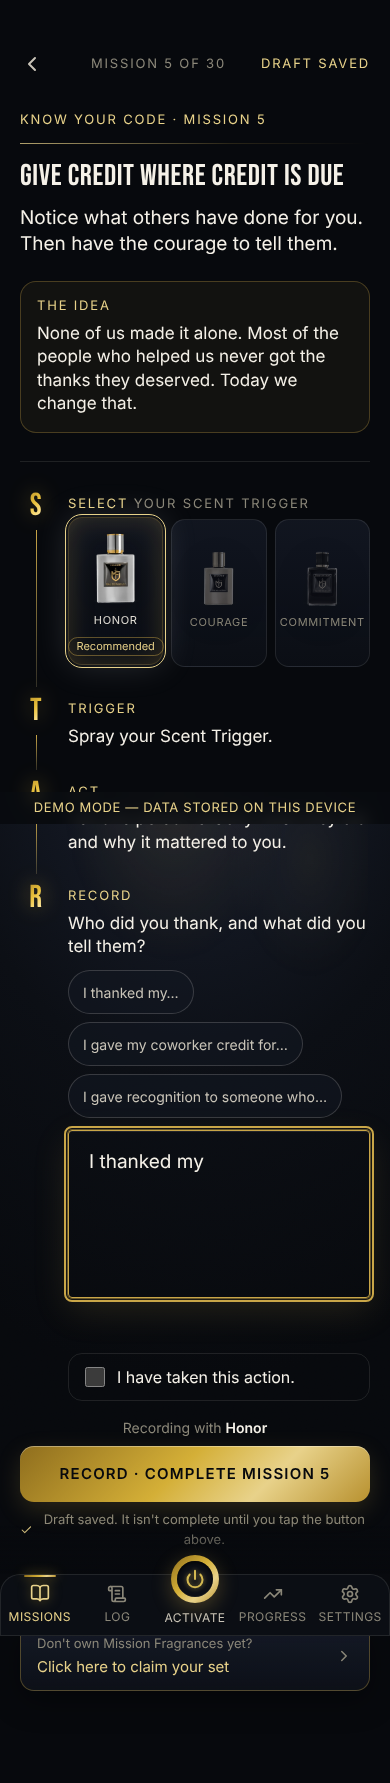 MISSION 5 OF 30
DRAFT SAVED
KNOW YOUR CODE · MISSION 5
GIVE CREDIT WHERE CREDIT IS DUE
Notice what others have done for you.
Then have the courage to tell them.
THE IDEA
None of us made it alone. Most of the
people who helped us never got the
thanks they deserved. Today we
change that.
S
SELECT YOUR SCENT TRIGGER
HONOR
Recommended
COURAGE
COMMITMENT
T
TRIGGER
Spray your Scent Trigger.
A
ACT
DEMO MODE — DATA STORED ON THIS DEVICE
and why it mattered to you.
R
RECORD
Who did you thank, and what did you
tell them?
I thanked my...
I gave my coworker credit for...
I gave recognition to someone who...
I thanked my
I have taken this action.
Recording with Honor
RECORD · COMPLETE MISSION 5
Draft saved. It isn't complete until you tap the button
above.
MISSIONS
LOG
ACTIVATE
PROGRESS
SETTINGS
Don't own Mission Fragrances yet?
Click here to claim your set